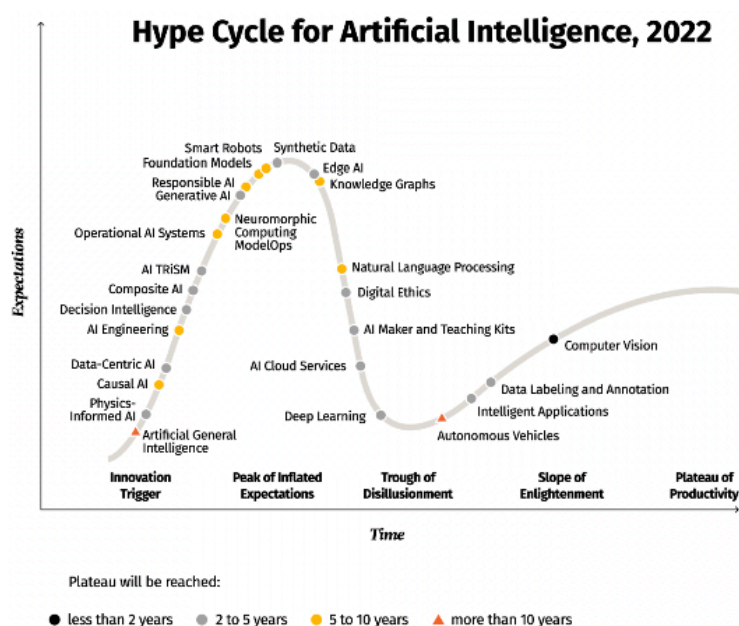 Hype Cycle for Artificial Intelligence, 2022
Expectations
Smart Robots
Synthetic Data
Foundation Models
Edge AI
Responsible AI
Knowledge Graphs
Generative AI
Neuromorphic
Computing
ModelOps
Operational AI Systems
AI TRiSM
Natural Language Processing
Composite AI
Digital Ethics
Decision Intelligence
AI Engineering
AI Maker and Teaching Kits
Computer Vision
Data-Centric AI
AI Cloud Services
Causal AI
Data Labeling and Annotation
Physics-
Informed AI
Intelligent Applications
Deep Learning
Artificial General
Intelligence
Autonomous Vehicles
Innovation
Trigger
Peak of Inflated
Expectations
Trough of
Disillusionment
Slope of
Enlightenment
Plateau of
Productivity
Time
Plateau will be reached:
less than 2 years
2 to 5 years
5 to 10 years
more than 10 years